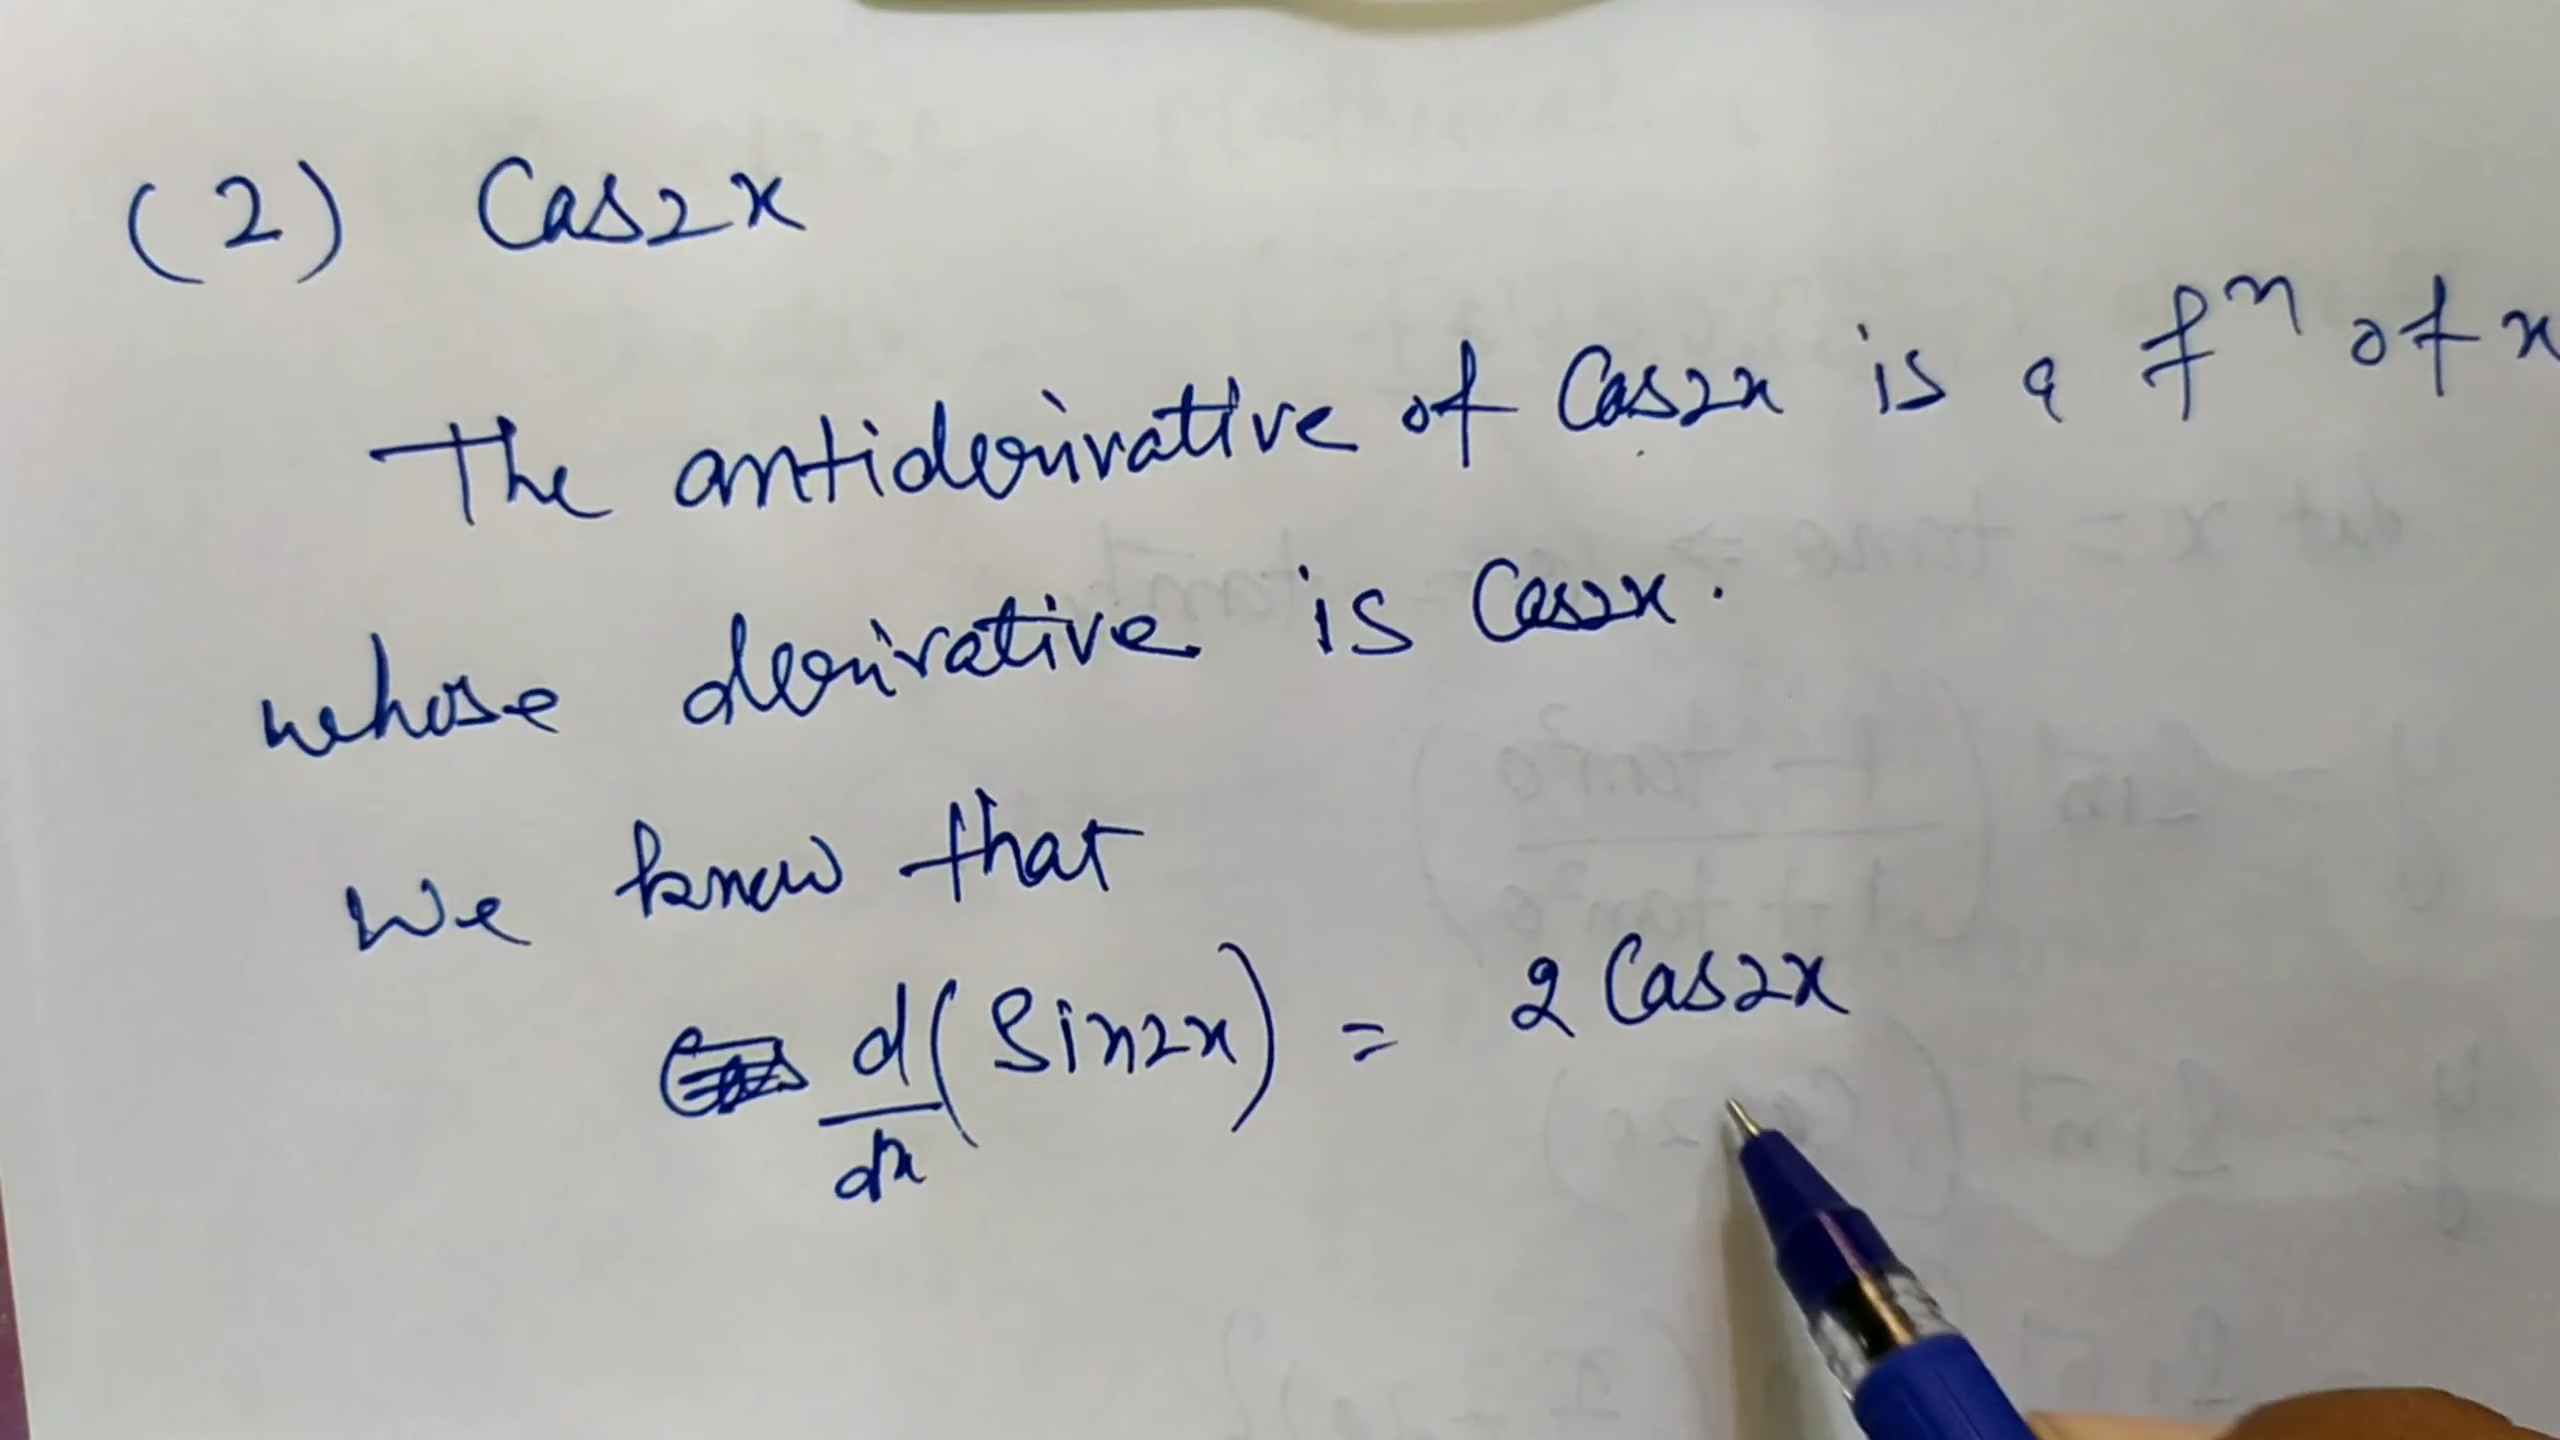 (2) Cos2x
The antiderivative of Cos2x is a fⁿ of x
whose derivative is Cos2x.
We know that
d/dx (Sin2x) = 2 Cos2x